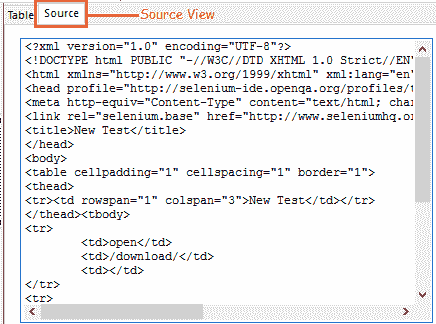 Table Source Source View
<?xml version="1.0" encoding="UTF-8"?>
<!DOCTYPE html PUBLIC "-//W3C//DTD XHTML 1.0 Strict//EN"
<html xmlns="http://www.w3.org/1999/xhtml" xml:lang="en"
<head profile="http://selenium-ide.openqa.org/profiles/t
<meta http-equiv="Content-Type" content="text/html; char
<link rel="selenium.base" href="http://www.seleniumhq.or
<title>New Test</title>
</head>
<body>
<table cellpadding="1" cellspacing="1" border="1">
<thead>
<tr><td rowspan="1" colspan="3">New Test</td></tr>
</thead><tbody>
<tr>
	<td>open</td>
	<td>/download/</td>
	<td></td>
</tr>
<tr>